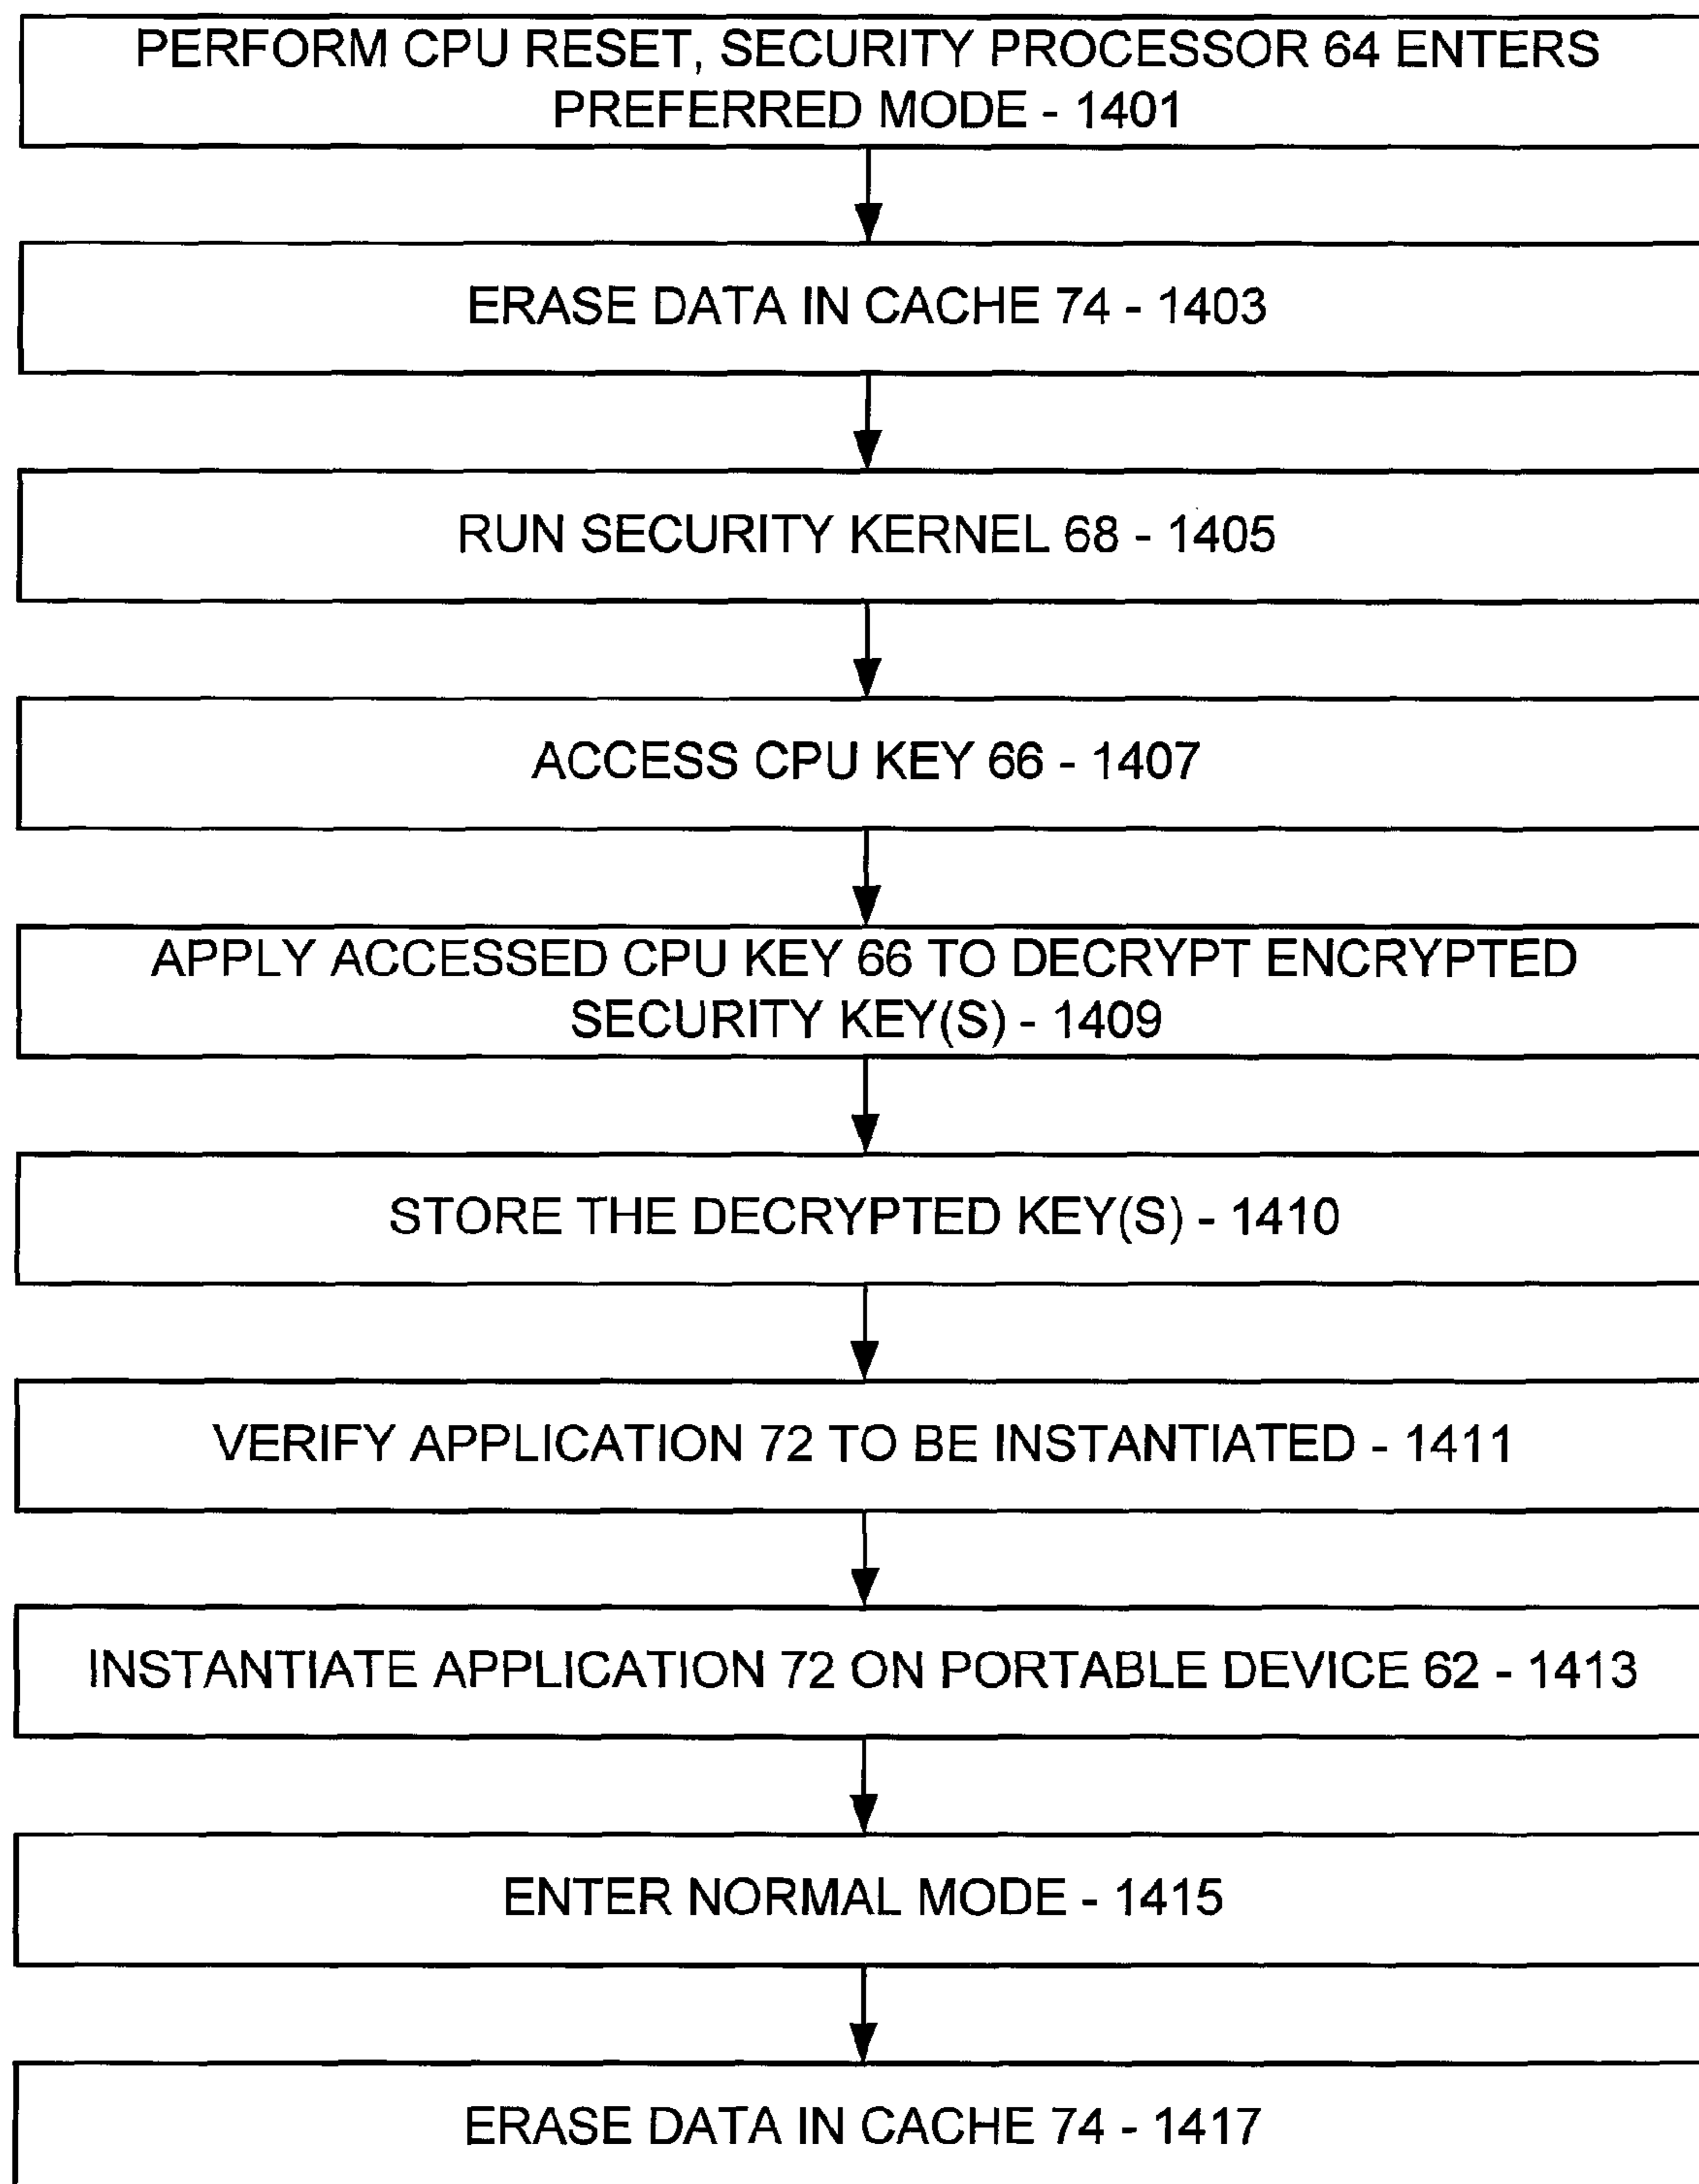 PERFORM CPU RESET, SECURITY PROCESSOR 64 ENTERS
PREFERRED MODE - 1401
ERASE DATA IN CACHE 74 - 1403
RUN SECURITY KERNEL 68 - 1405
ACCESS CPU KEY 66 - 1407
APPLY ACCESSED CPU KEY 66 TO DECRYPT ENCRYPTED
SECURITY KEY(S) - 1409
STORE THE DECRYPTED KEY(S) - 1410
VERIFY APPLICATION 72 TO BE INSTANTIATED - 1411
INSTANTIATE APPLICATION 72 ON PORTABLE DEVICE 62 - 1413
ENTER NORMAL MODE - 1415
ERASE DATA IN CACHE 74 - 1417